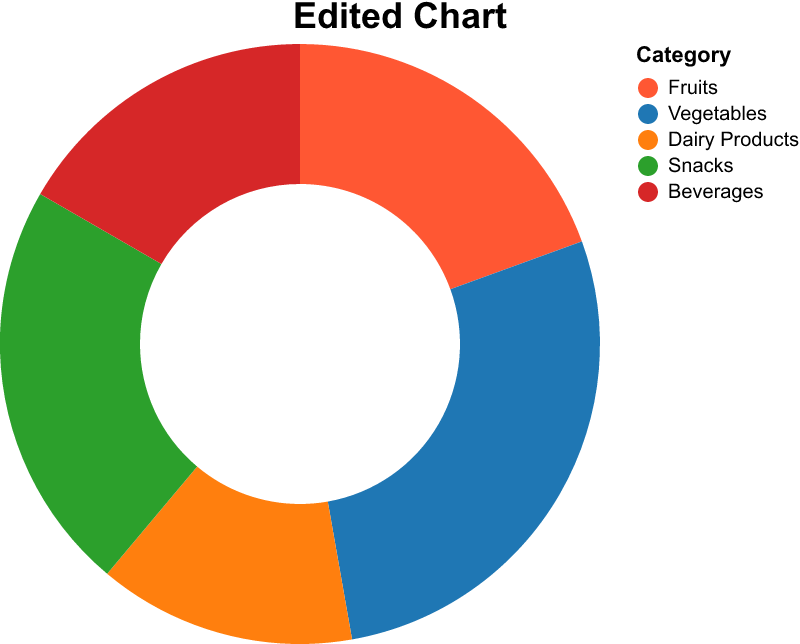 Edited Chart
Category
Fruits
Vegetables
Dairy Products
Snacks
Beverages